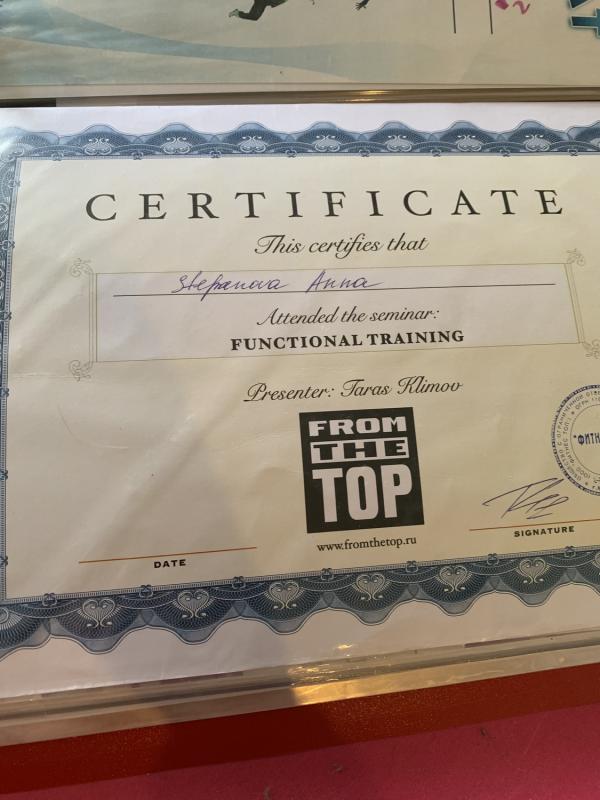 CERTIFICATE
This certifies that
Stepanova Anna
Attended the seminar:
FUNCTIONAL TRAINING
Presenter: Taras Klimov
FROM
THE
TOP
www.fromthetop.ru
DATE
SIGNATURE